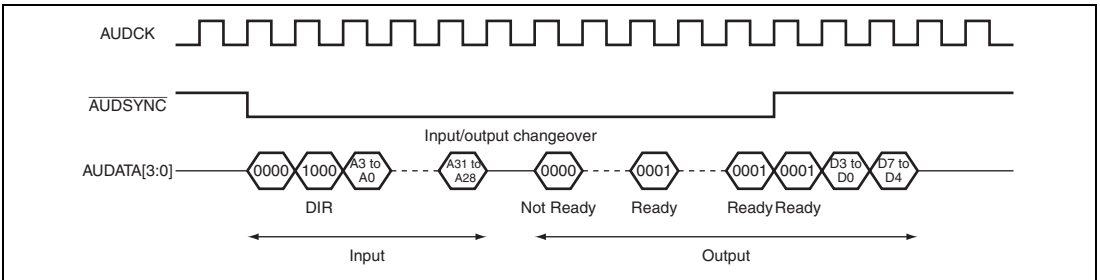 AUDCK
AUDSYNC
Input/output changeover
AUDATA[3:0]
0000
1000
A3 to
A0
A31 to
A28
0000
0001
0001
0001
D3 to
D0
D7 to
D4
DIR
Not Ready
Ready
Ready
Ready
Input
Output